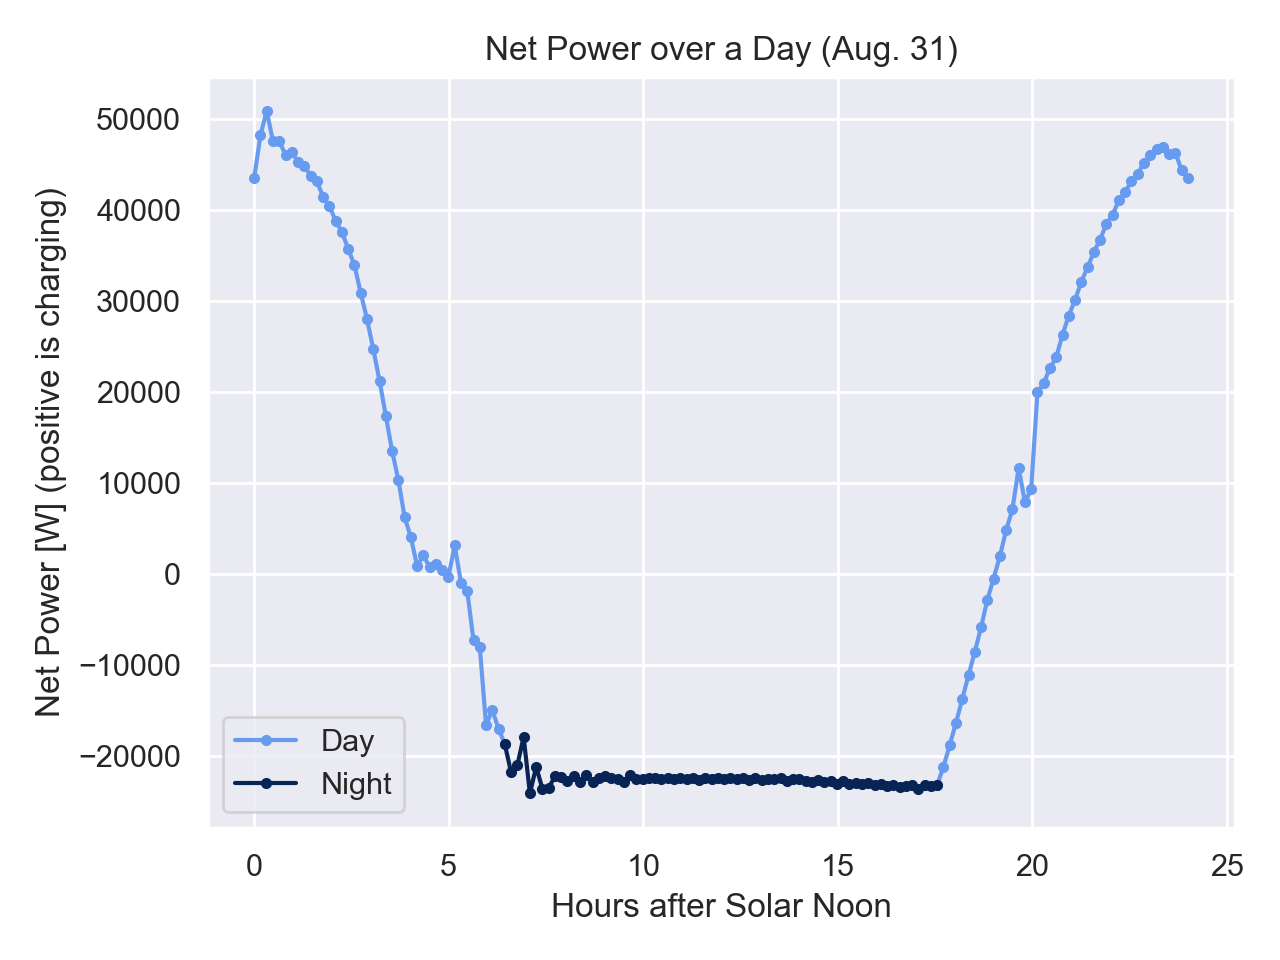 Net Power over a Day (Aug. 31)
Net Power [W] (positive is charging)
50000
40000
30000
20000
10000
0
−10000
−20000
Day
Night
0 5 10 15 20 25
Hours after Solar Noon